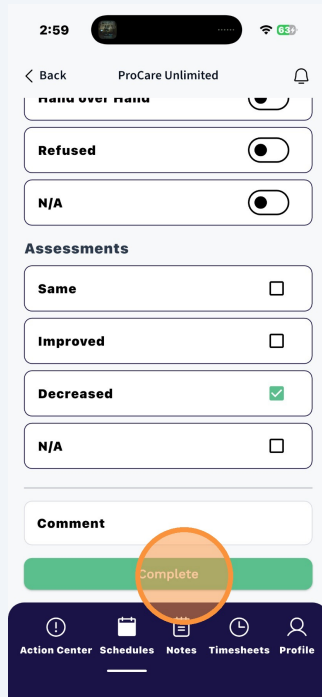 2:59
63
Back ProCare Unlimited
Hand over Hand
Refused
N/A
Assessments
Same
Improved
Decreased
N/A
Comment
Complete
Action Center Schedules Notes Timesheets Profile